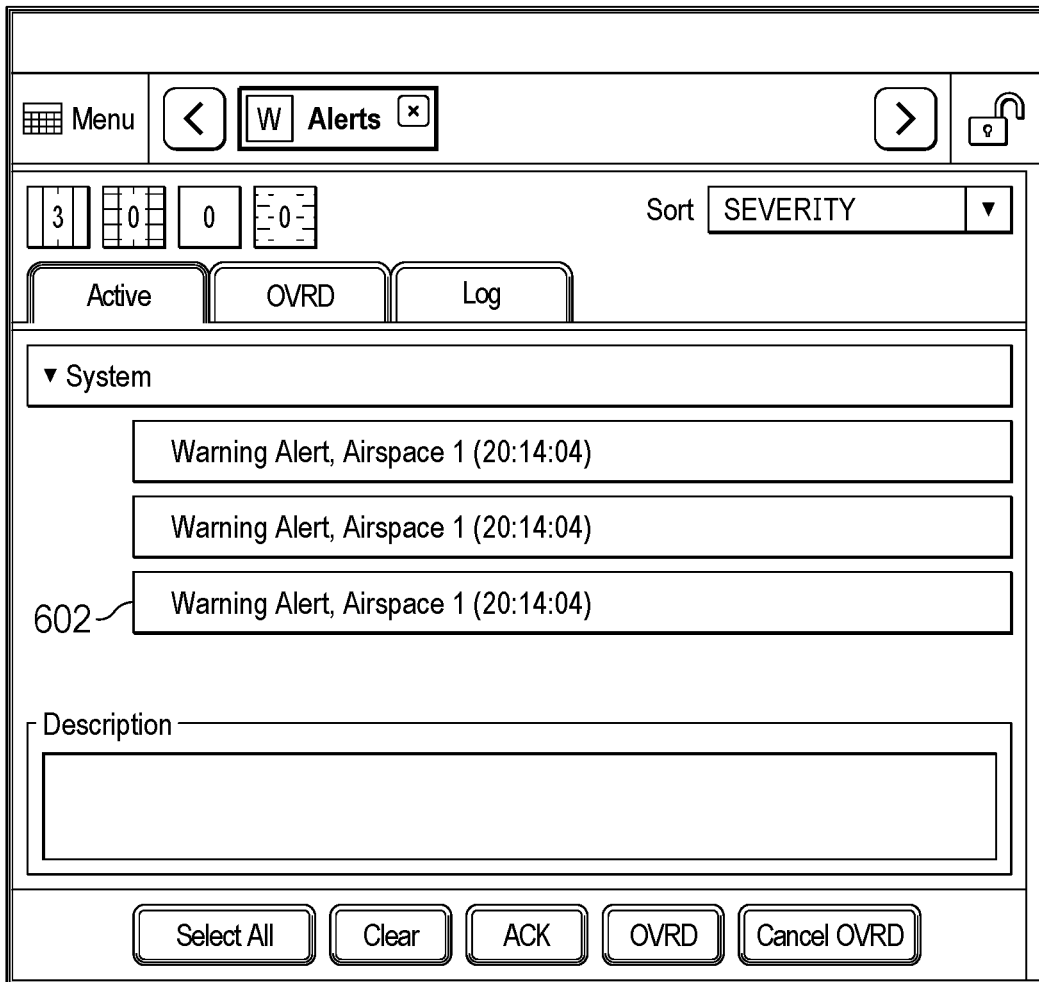 Menu
W Alerts
3 0 0 0
Sort SEVERITY
Active OVRD Log
System
Warning Alert, Airspace 1 (20:14:04)
Warning Alert, Airspace 1 (20:14:04)
Warning Alert, Airspace 1 (20:14:04)
602
Description
Select All Clear ACK OVRD Cancel OVRD